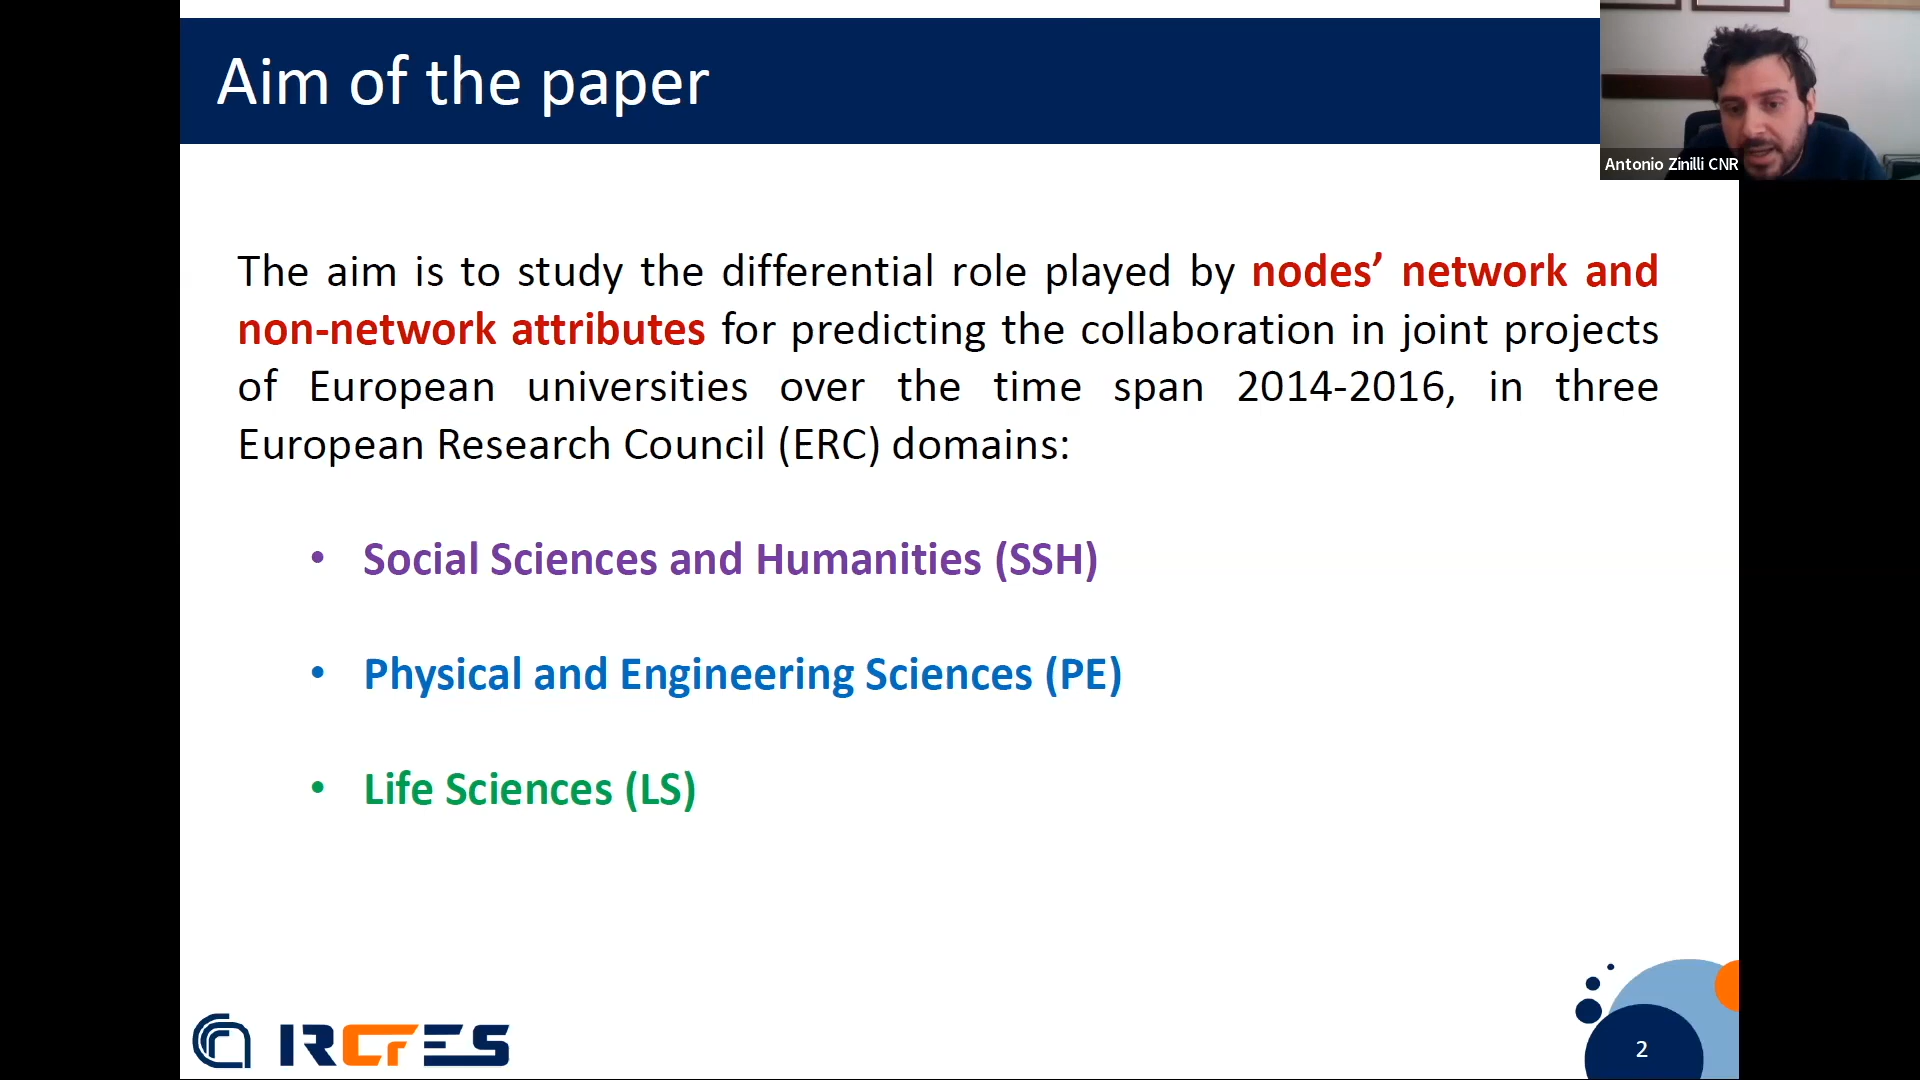 Aim of the paper
Antonio Zinilli CNR
The aim is to study the differential role played by nodes’ network and
non-network attributes for predicting the collaboration in joint projects
of European universities over the time span 2014-2016, in three
European Research Council (ERC) domains:
• Social Sciences and Humanities (SSH)
• Physical and Engineering Sciences (PE)
• Life Sciences (LS)
IRCrES
2